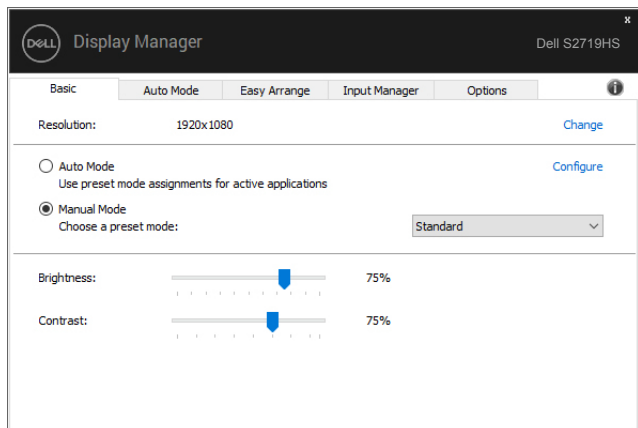 x
DELL Display Manager Dell S2719HS
Basic Auto Mode Easy Arrange Input Manager Options i
Resolution: 1920x1080 Change
Auto Mode Configure
Use preset mode assignments for active applications
Manual Mode
Choose a preset mode: Standard
Brightness: 75%
Contrast: 75%